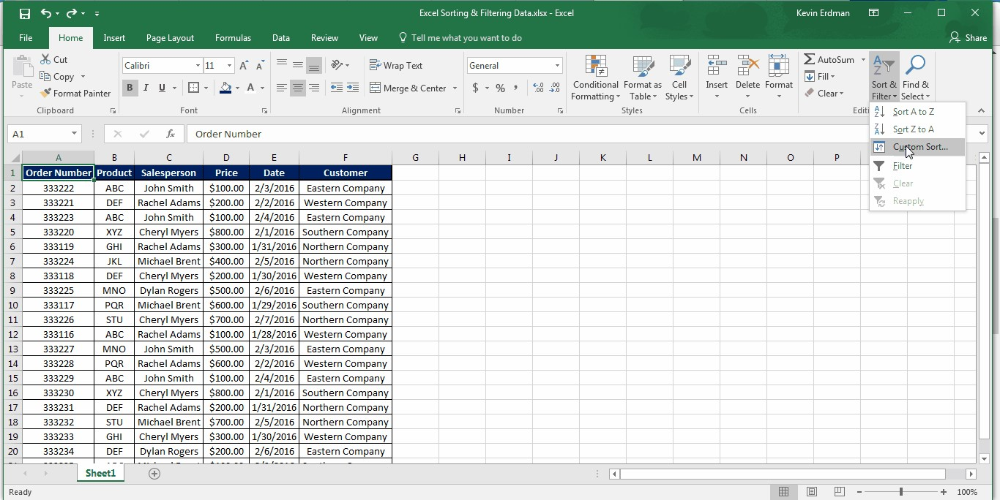 Excel Sorting & Filtering Data.xlsx - Excel
Kevin Erdman
File Home Insert Page Layout Formulas Data Review View Tell me what you want to do Share
Paste
Cut
Copy
Format Painter
Clipboard
Calibri 11
B I U
Font
Wrap Text
Merge & Center
Alignment
General
$ % ,
Number
Conditional
Formatting
Format as
Table
Cell
Styles
Styles
Insert Delete Format
Cells
AutoSum
Fill
Clear
Sort &
Filter
Find &
Select
Sort A to Z
Sort Z to A
Custom Sort...
Filter
Clear
Reapply
A1 fx Order Number
A B C D E F G H I J K L M N O P
1 Order Number Product Salesperson Price Date Customer
2 333222 ABC John Smith $100.00 2/3/2016 Eastern Company
3 333221 DEF Rachel Adams $200.00 2/2/2016 Western Company
4 333223 ABC John Smith $100.00 2/4/2016 Eastern Company
5 333220 XYZ Cheryl Myers $800.00 2/1/2016 Southern Company
6 333119 GHI Rachel Adams $300.00 1/31/2016 Northern Company
7 333224 JKL Michael Brent $400.00 2/5/2016 Northern Company
8 333118 DEF Cheryl Myers $200.00 1/30/2016 Western Company
9 333225 MNO Dylan Rogers $500.00 2/6/2016 Eastern Company
10 333117 PQR Michael Brent $600.00 1/29/2016 Southern Company
11 333226 STU Cheryl Myers $700.00 2/7/2016 Northern Company
12 333116 ABC Rachel Adams $100.00 1/28/2016 Western Company
13 333227 MNO John Smith $500.00 2/3/2016 Eastern Company
14 333228 PQR Rachel Adams $600.00 2/2/2016 Western Company
15 333229 ABC John Smith $100.00 2/4/2016 Eastern Company
16 333230 XYZ Cheryl Myers $800.00 2/1/2016 Southern Company
17 333231 DEF Rachel Adams $200.00 1/31/2016 Northern Company
18 333232 STU Michael Brent $700.00 2/5/2016 Northern Company
19 333233 GHI Cheryl Myers $300.00 1/30/2016 Western Company
20 333234 DEF Dylan Rogers $200.00 2/6/2016 Eastern Company
Sheet1
Ready
100%